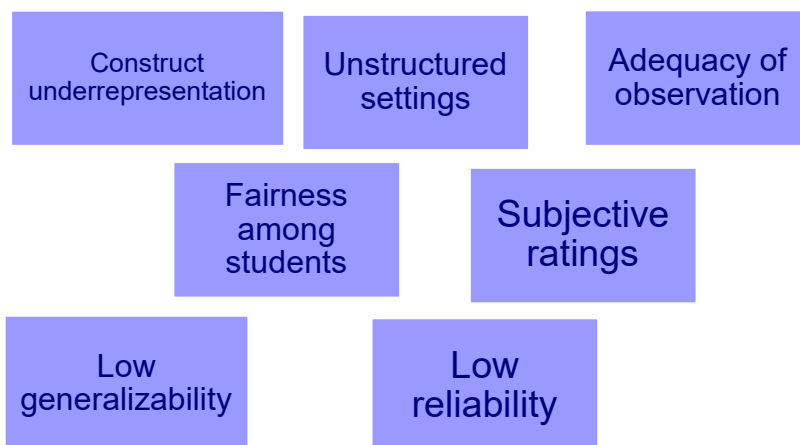 Construct
underrepresentation
Unstructured
settings
Adequacy of
observation
Fairness
among
students
Subjective
ratings
Low
generalizability
Low
reliability